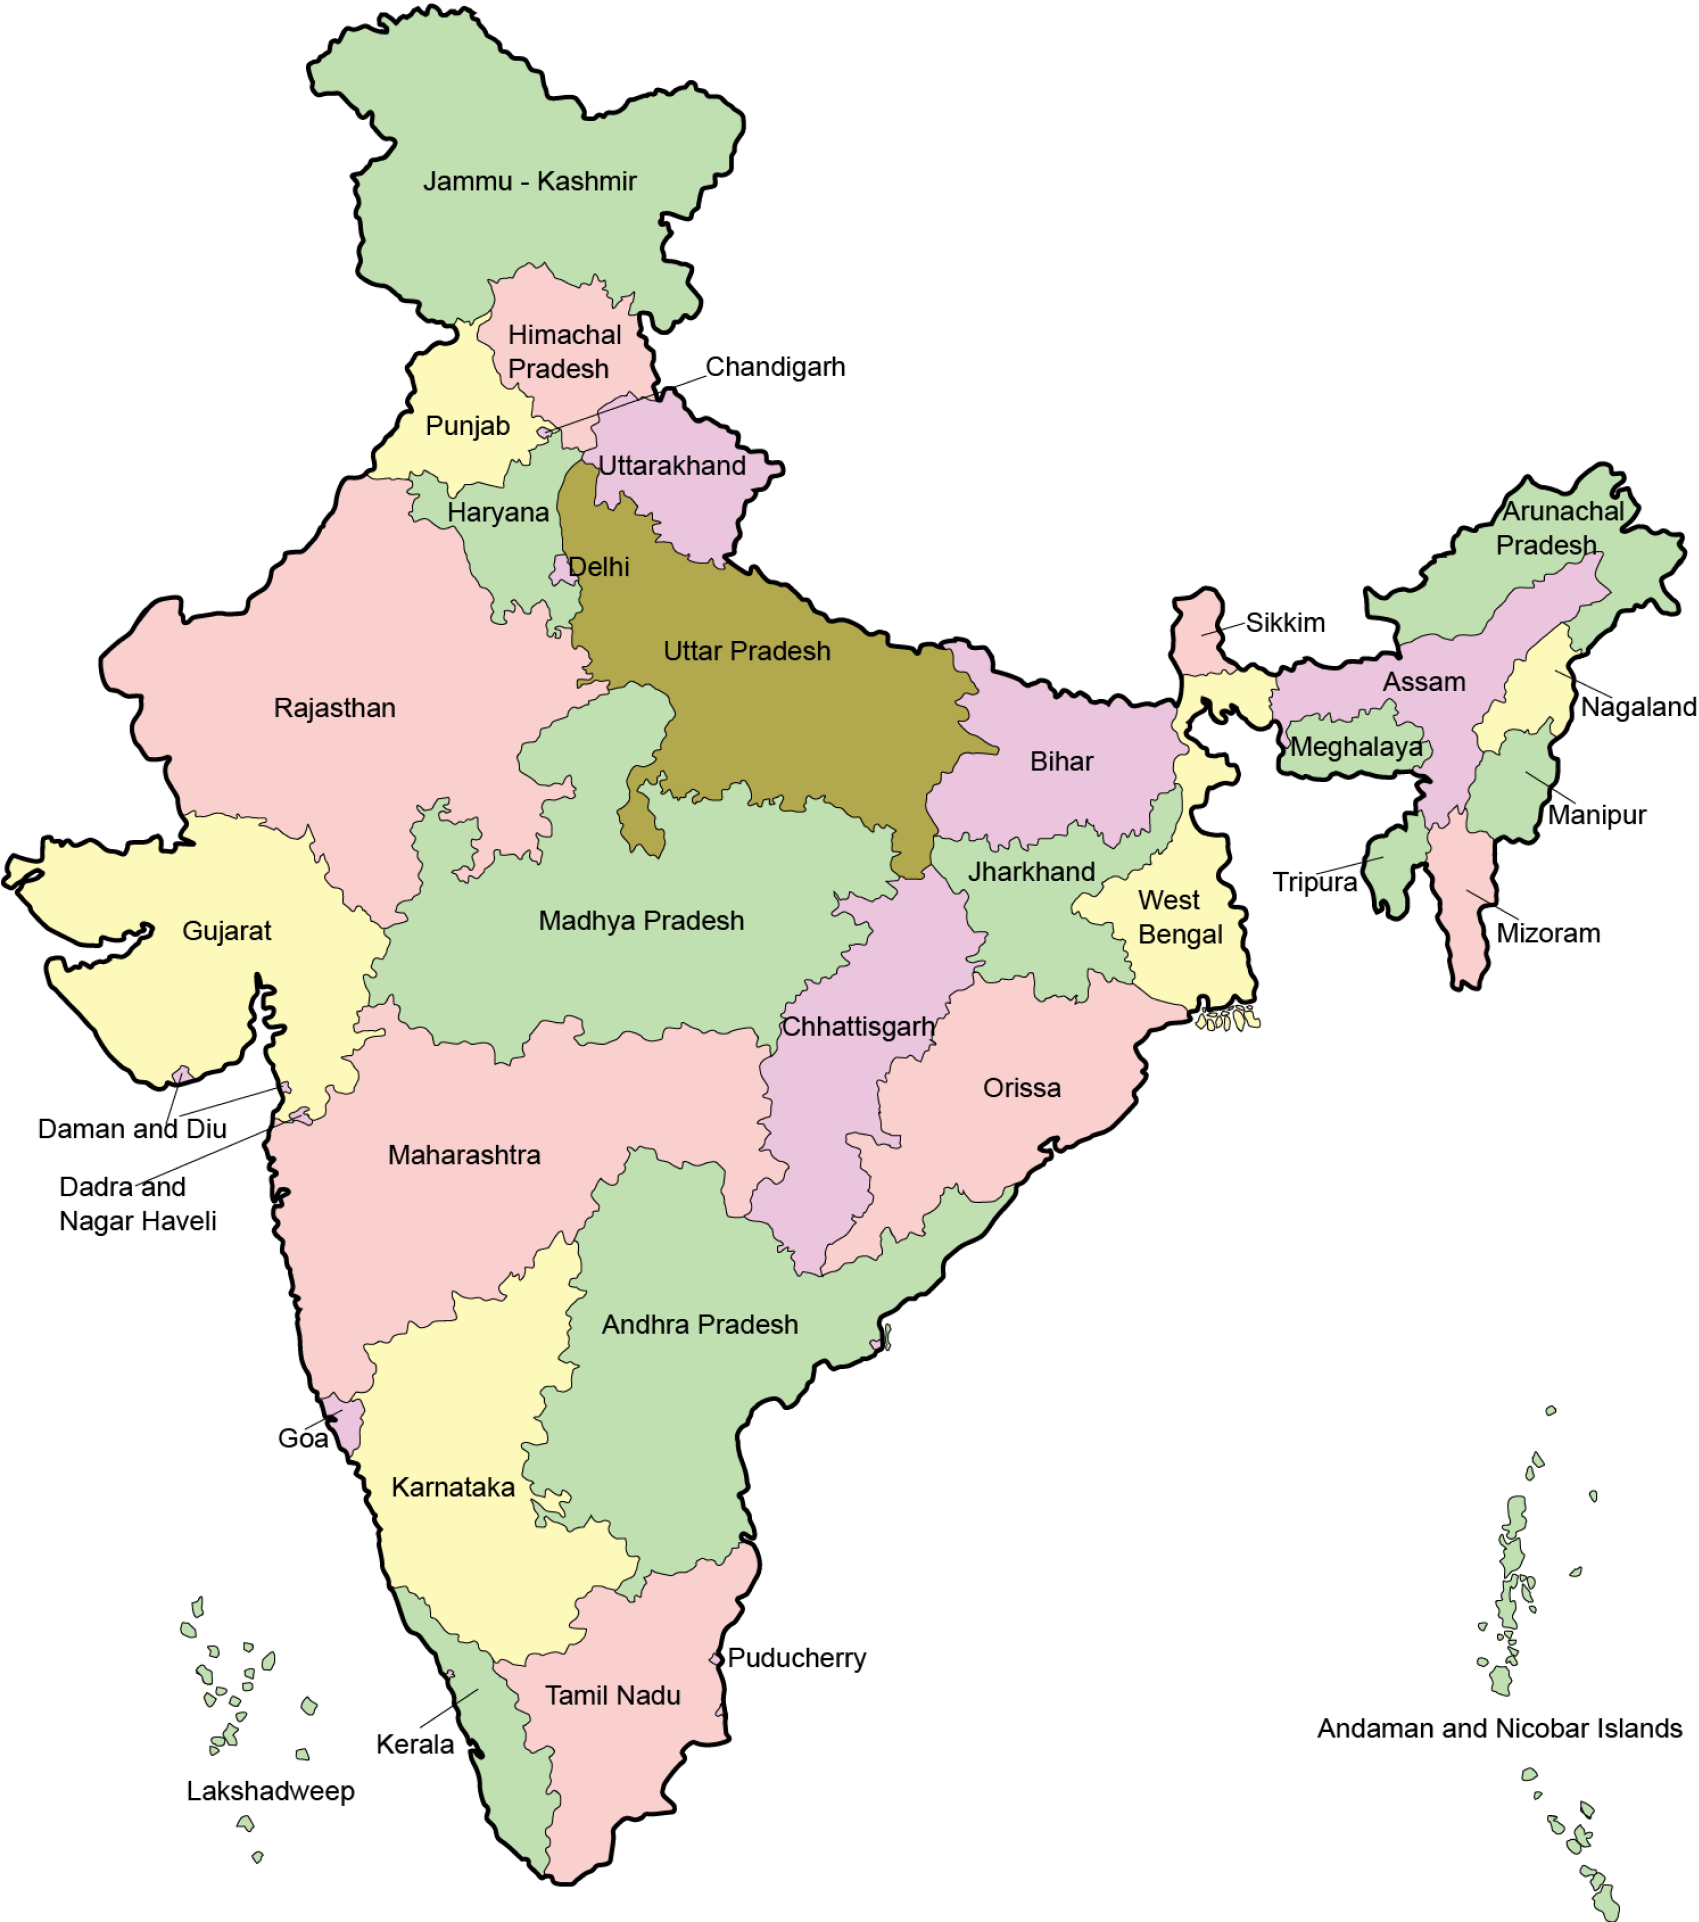 Jammu - Kashmir
Himachal
Pradesh
Chandigarh
Punjab
Uttarakhand
Haryana
Arunachal
Pradesh
Delhi
Sikkim
Uttar Pradesh
Assam
Rajasthan
Nagaland
Meghalaya
Bihar
Manipur
Jharkhand
Tripura
West
Bengal
Madhya Pradesh
Gujarat
Mizoram
Chhattisgarh
Orissa
Daman and Diu
Maharashtra
Dadra and
Nagar Haveli
Andhra Pradesh
Goa
Karnataka
Puducherry
Tamil Nadu
Andaman and Nicobar Islands
Kerala
Lakshadweep